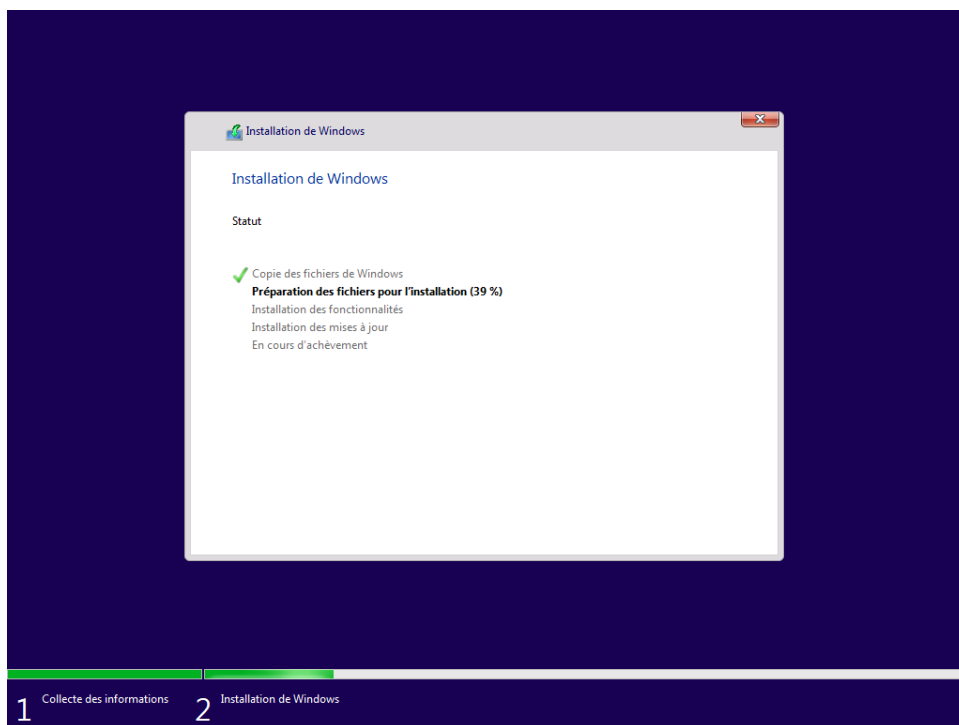 Installation de Windows
Installation de Windows
Statut
Copie des fichiers de Windows
Préparation des fichiers pour l'installation (39 %)
Installation des fonctionnalités
Installation des mises à jour
En cours d'achèvement
1 Collecte des informations 2 Installation de Windows